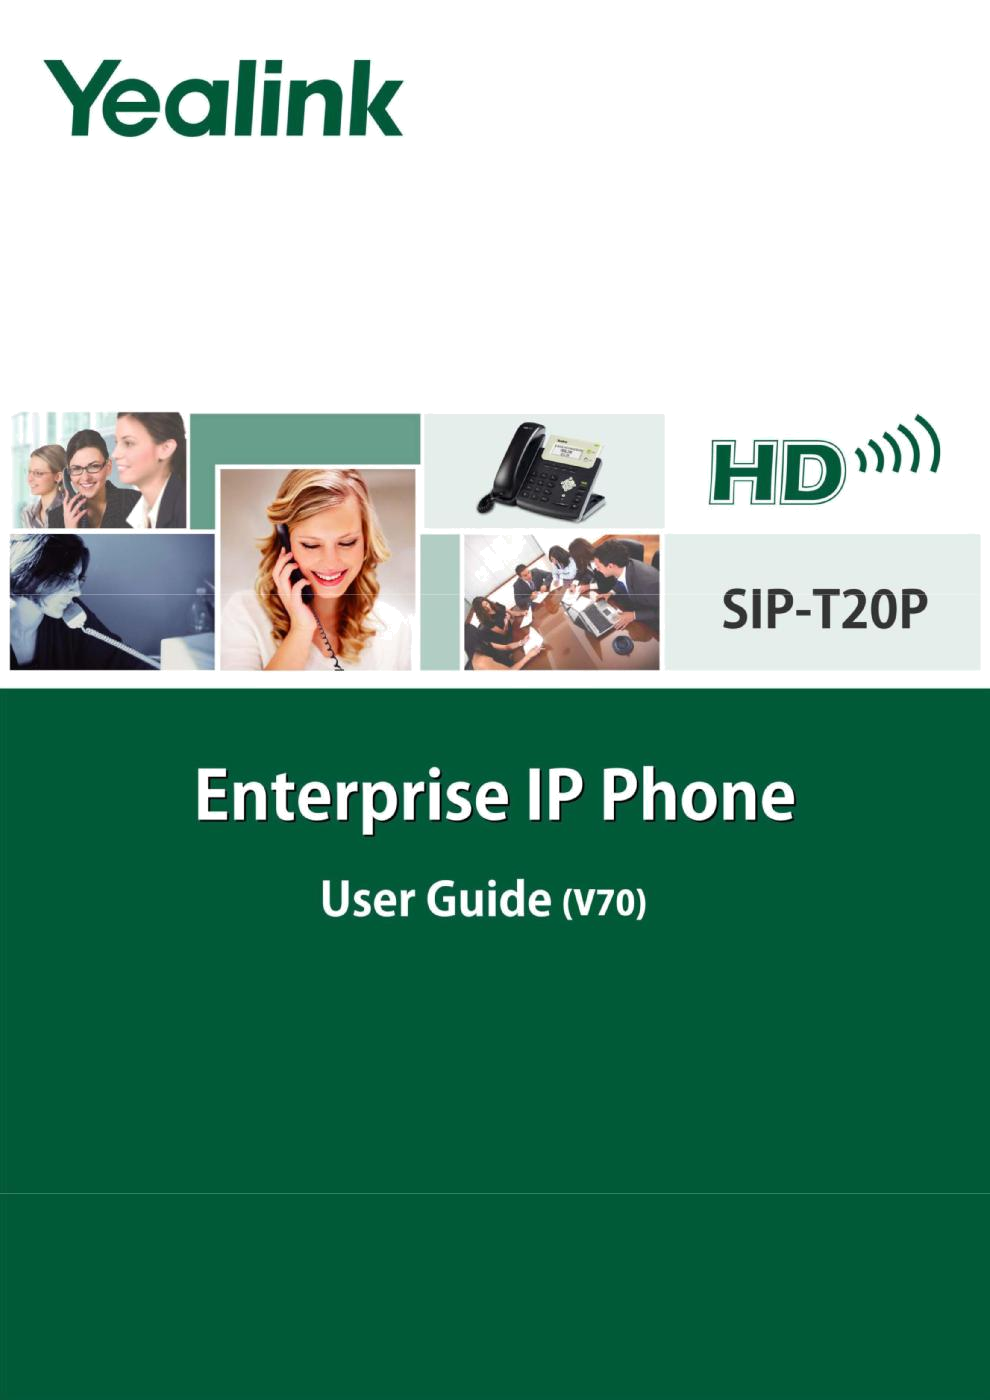 Yealink
HD
SIP-T20P
Enterprise IP Phone
User Guide (V70)